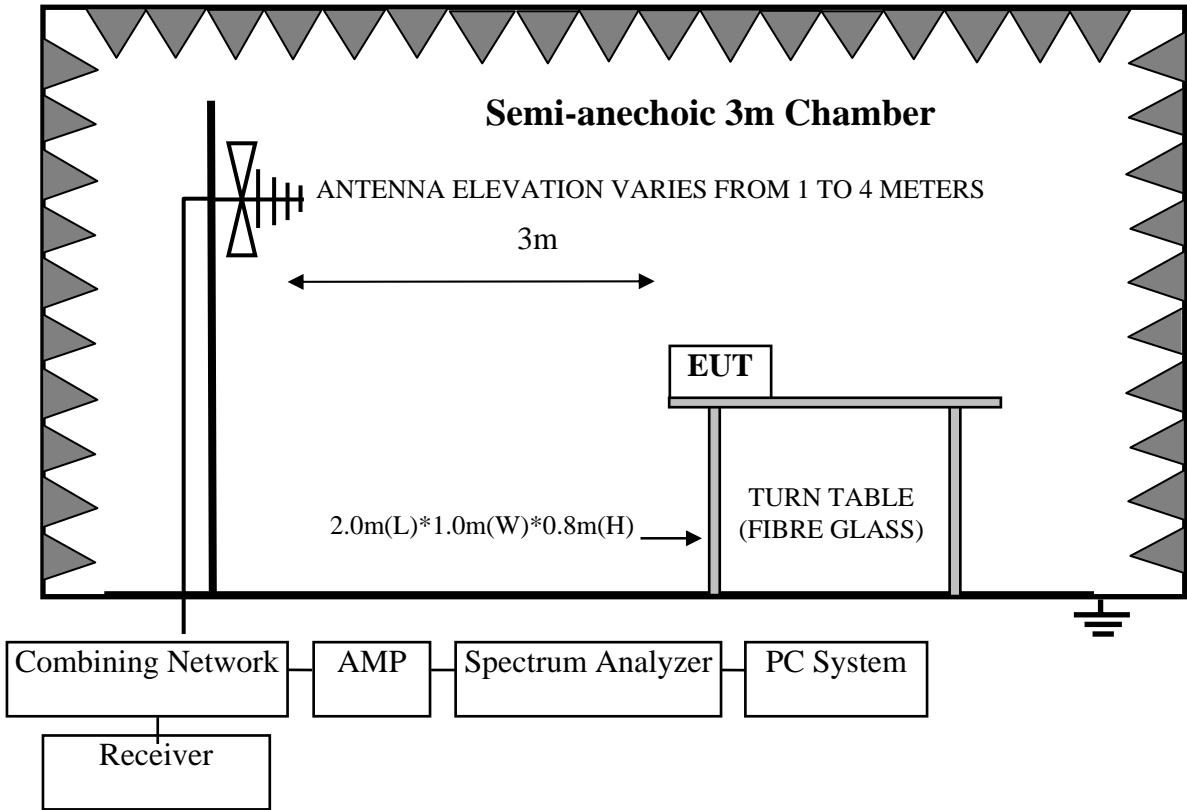 Semi-anechoic 3m Chamber
ANTENNA ELEVATION VARIES FROM 1 TO 4 METERS
3m
EUT
TURN TABLE
(FIBRE GLASS)
2.0m(L)*1.0m(W)*0.8m(H)
Combining Network
AMP
Spectrum Analyzer
PC System
Receiver